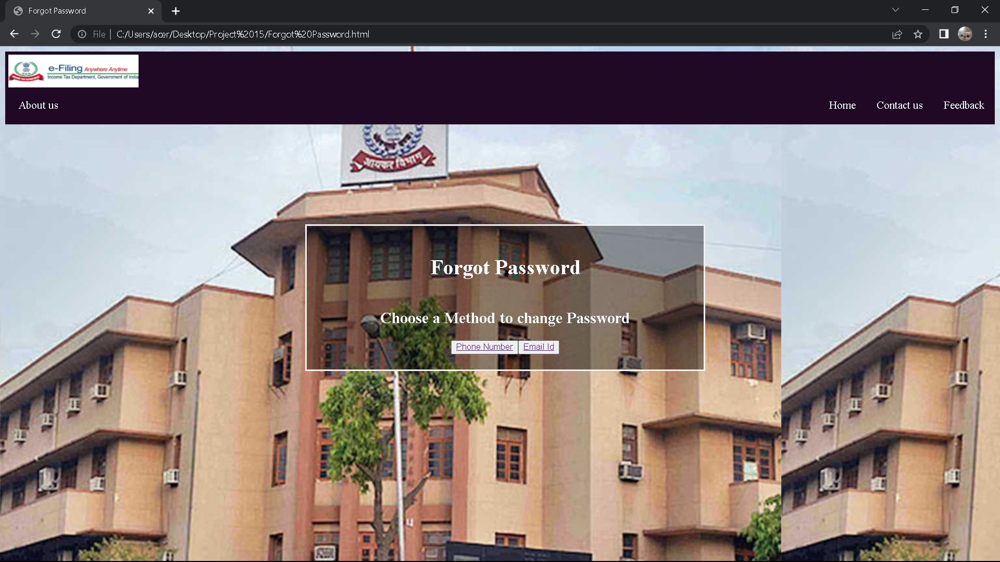 Forgot Password
File
C:/Users/acer/Desktop/Project%2015/Forgot%20Password.html
e-Filing Anywhere Anytime
Income Tax Department, Government of India
About us
Home
Contact us
Feedback
आयकर विभाग
Forgot Password
Choose a Method to change Password
Phone Number
Email Id